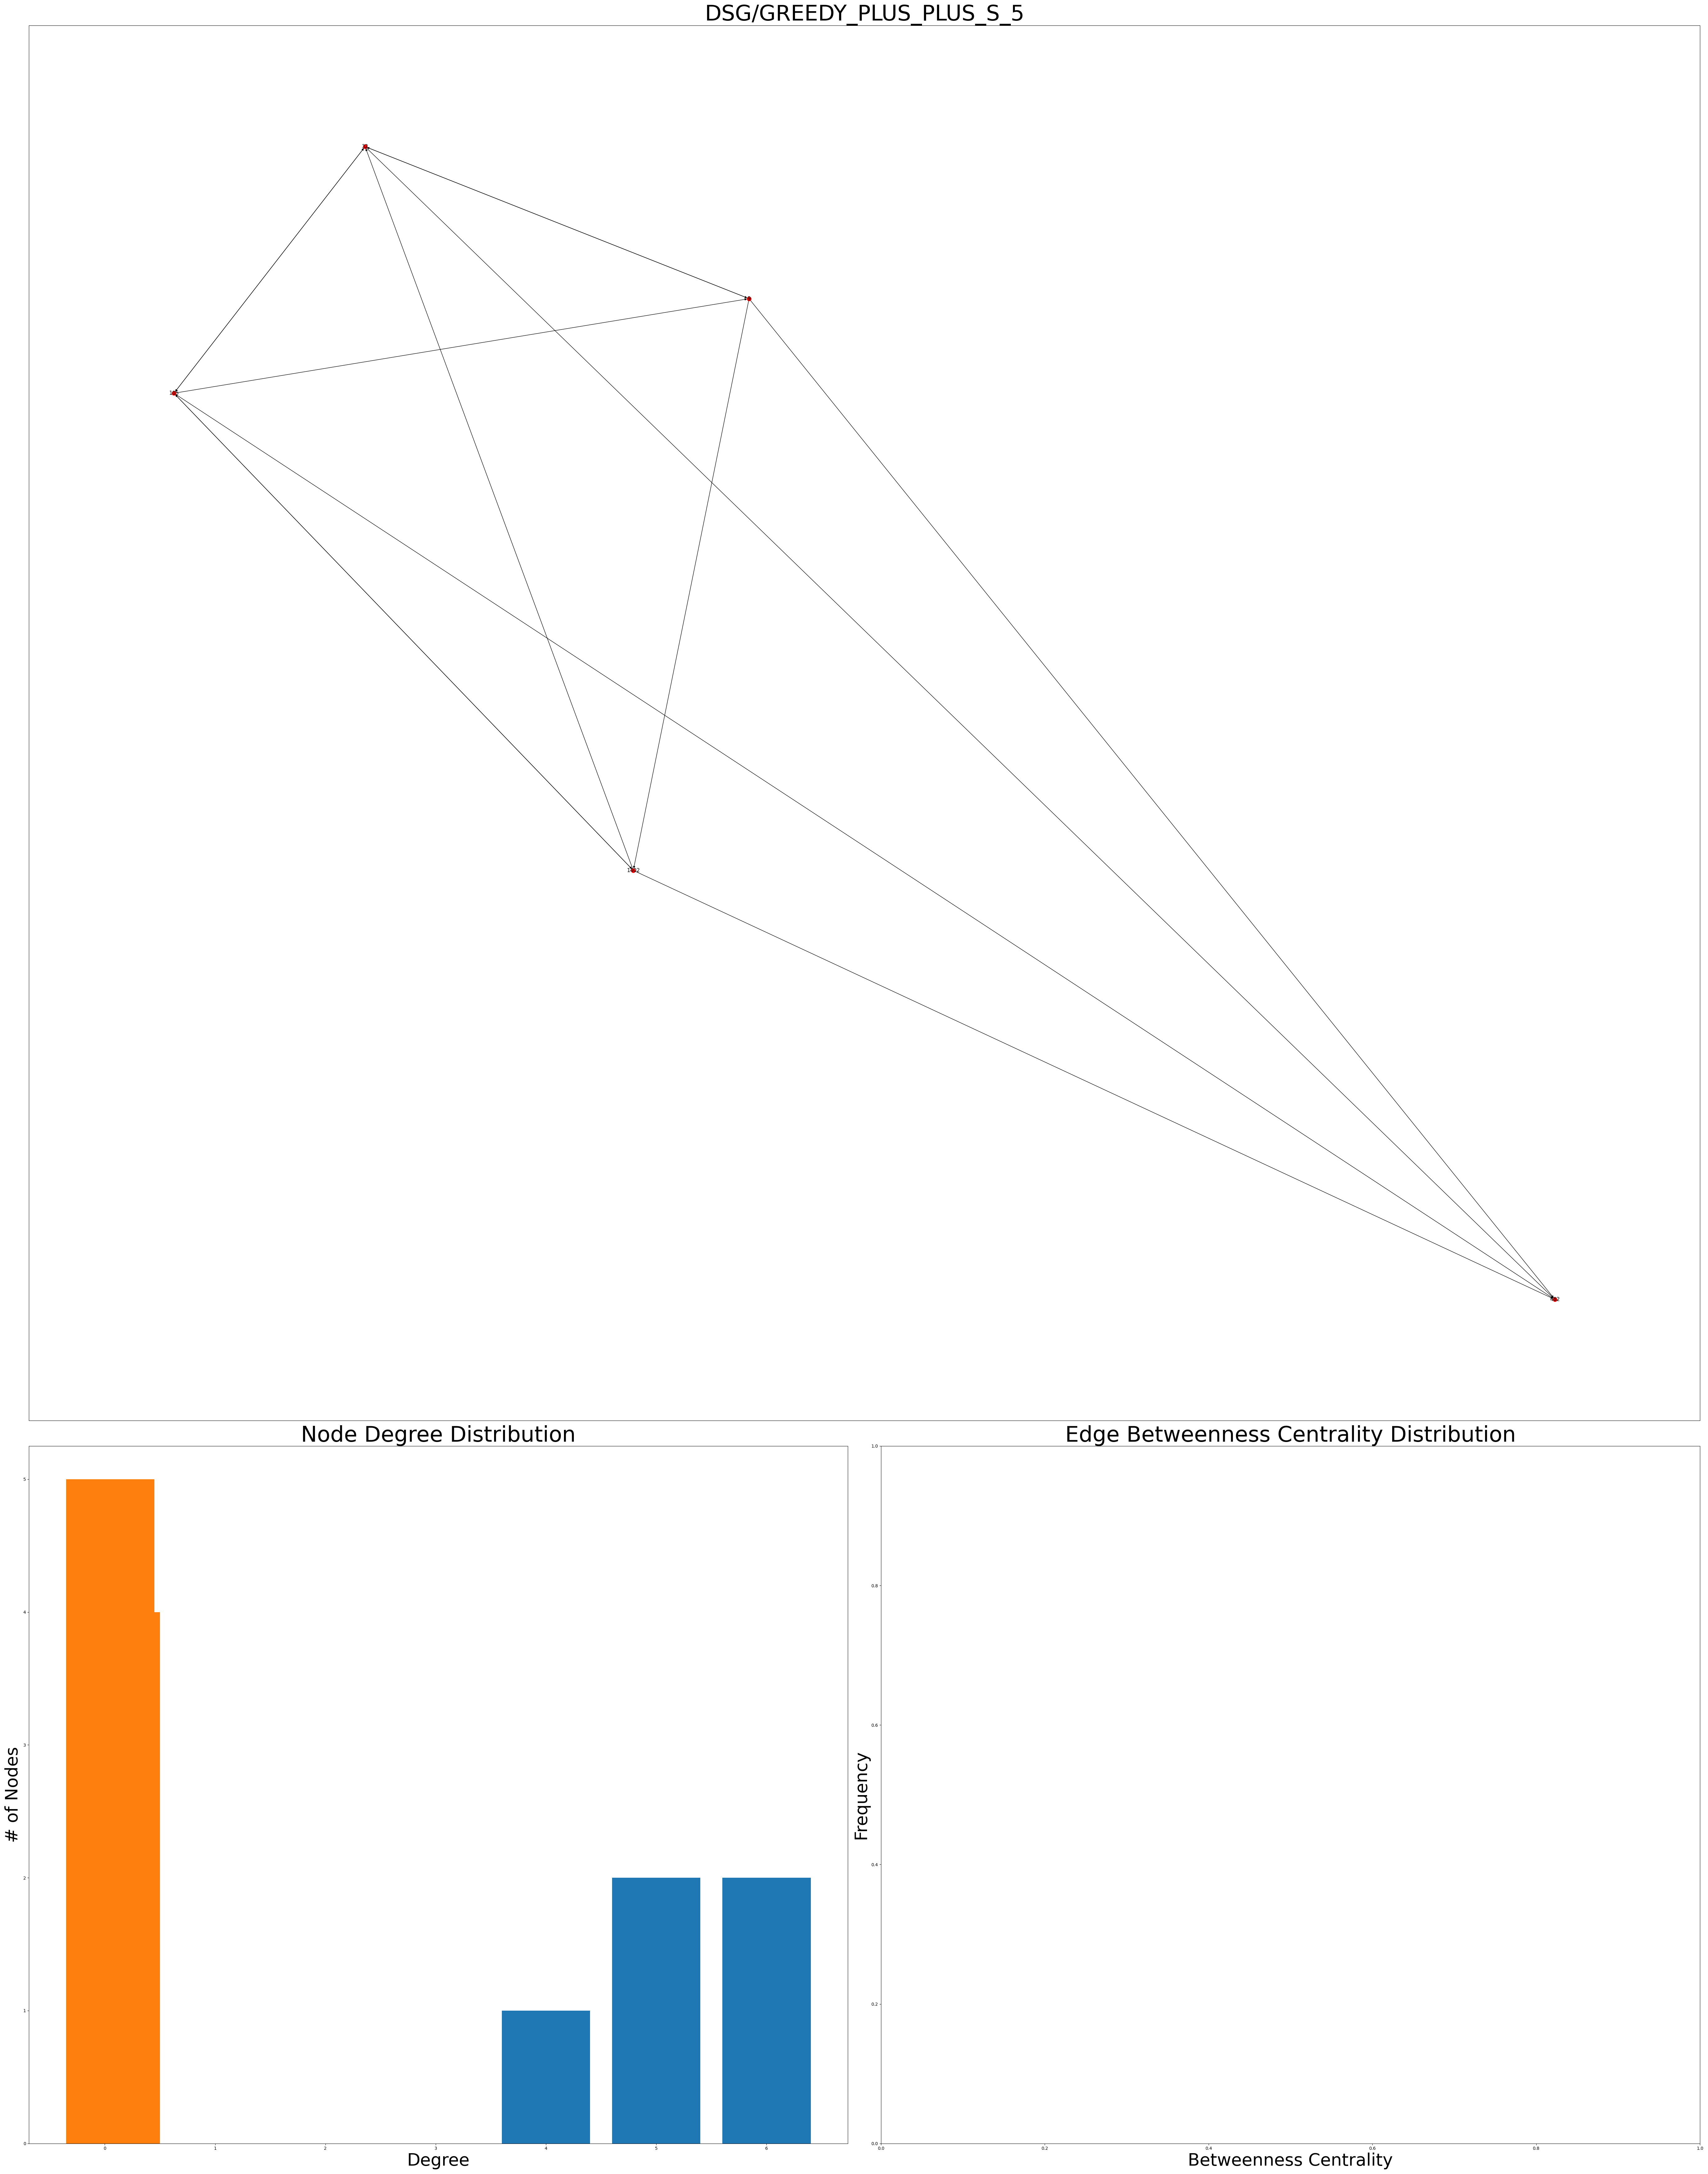 DSG/GREEDY_PLUS_PLUS_S_5
Node Degree Distribution
Edge Betweenness Centrality Distribution
5
4
3
2
1
0
# of Nodes
0 1 2 3 4 5 6
Degree
1.0
0.8
0.6
0.4
0.2
0.0
Frequency
0.0 0.2 0.4 0.6 0.8 1.0
Betweenness Centrality